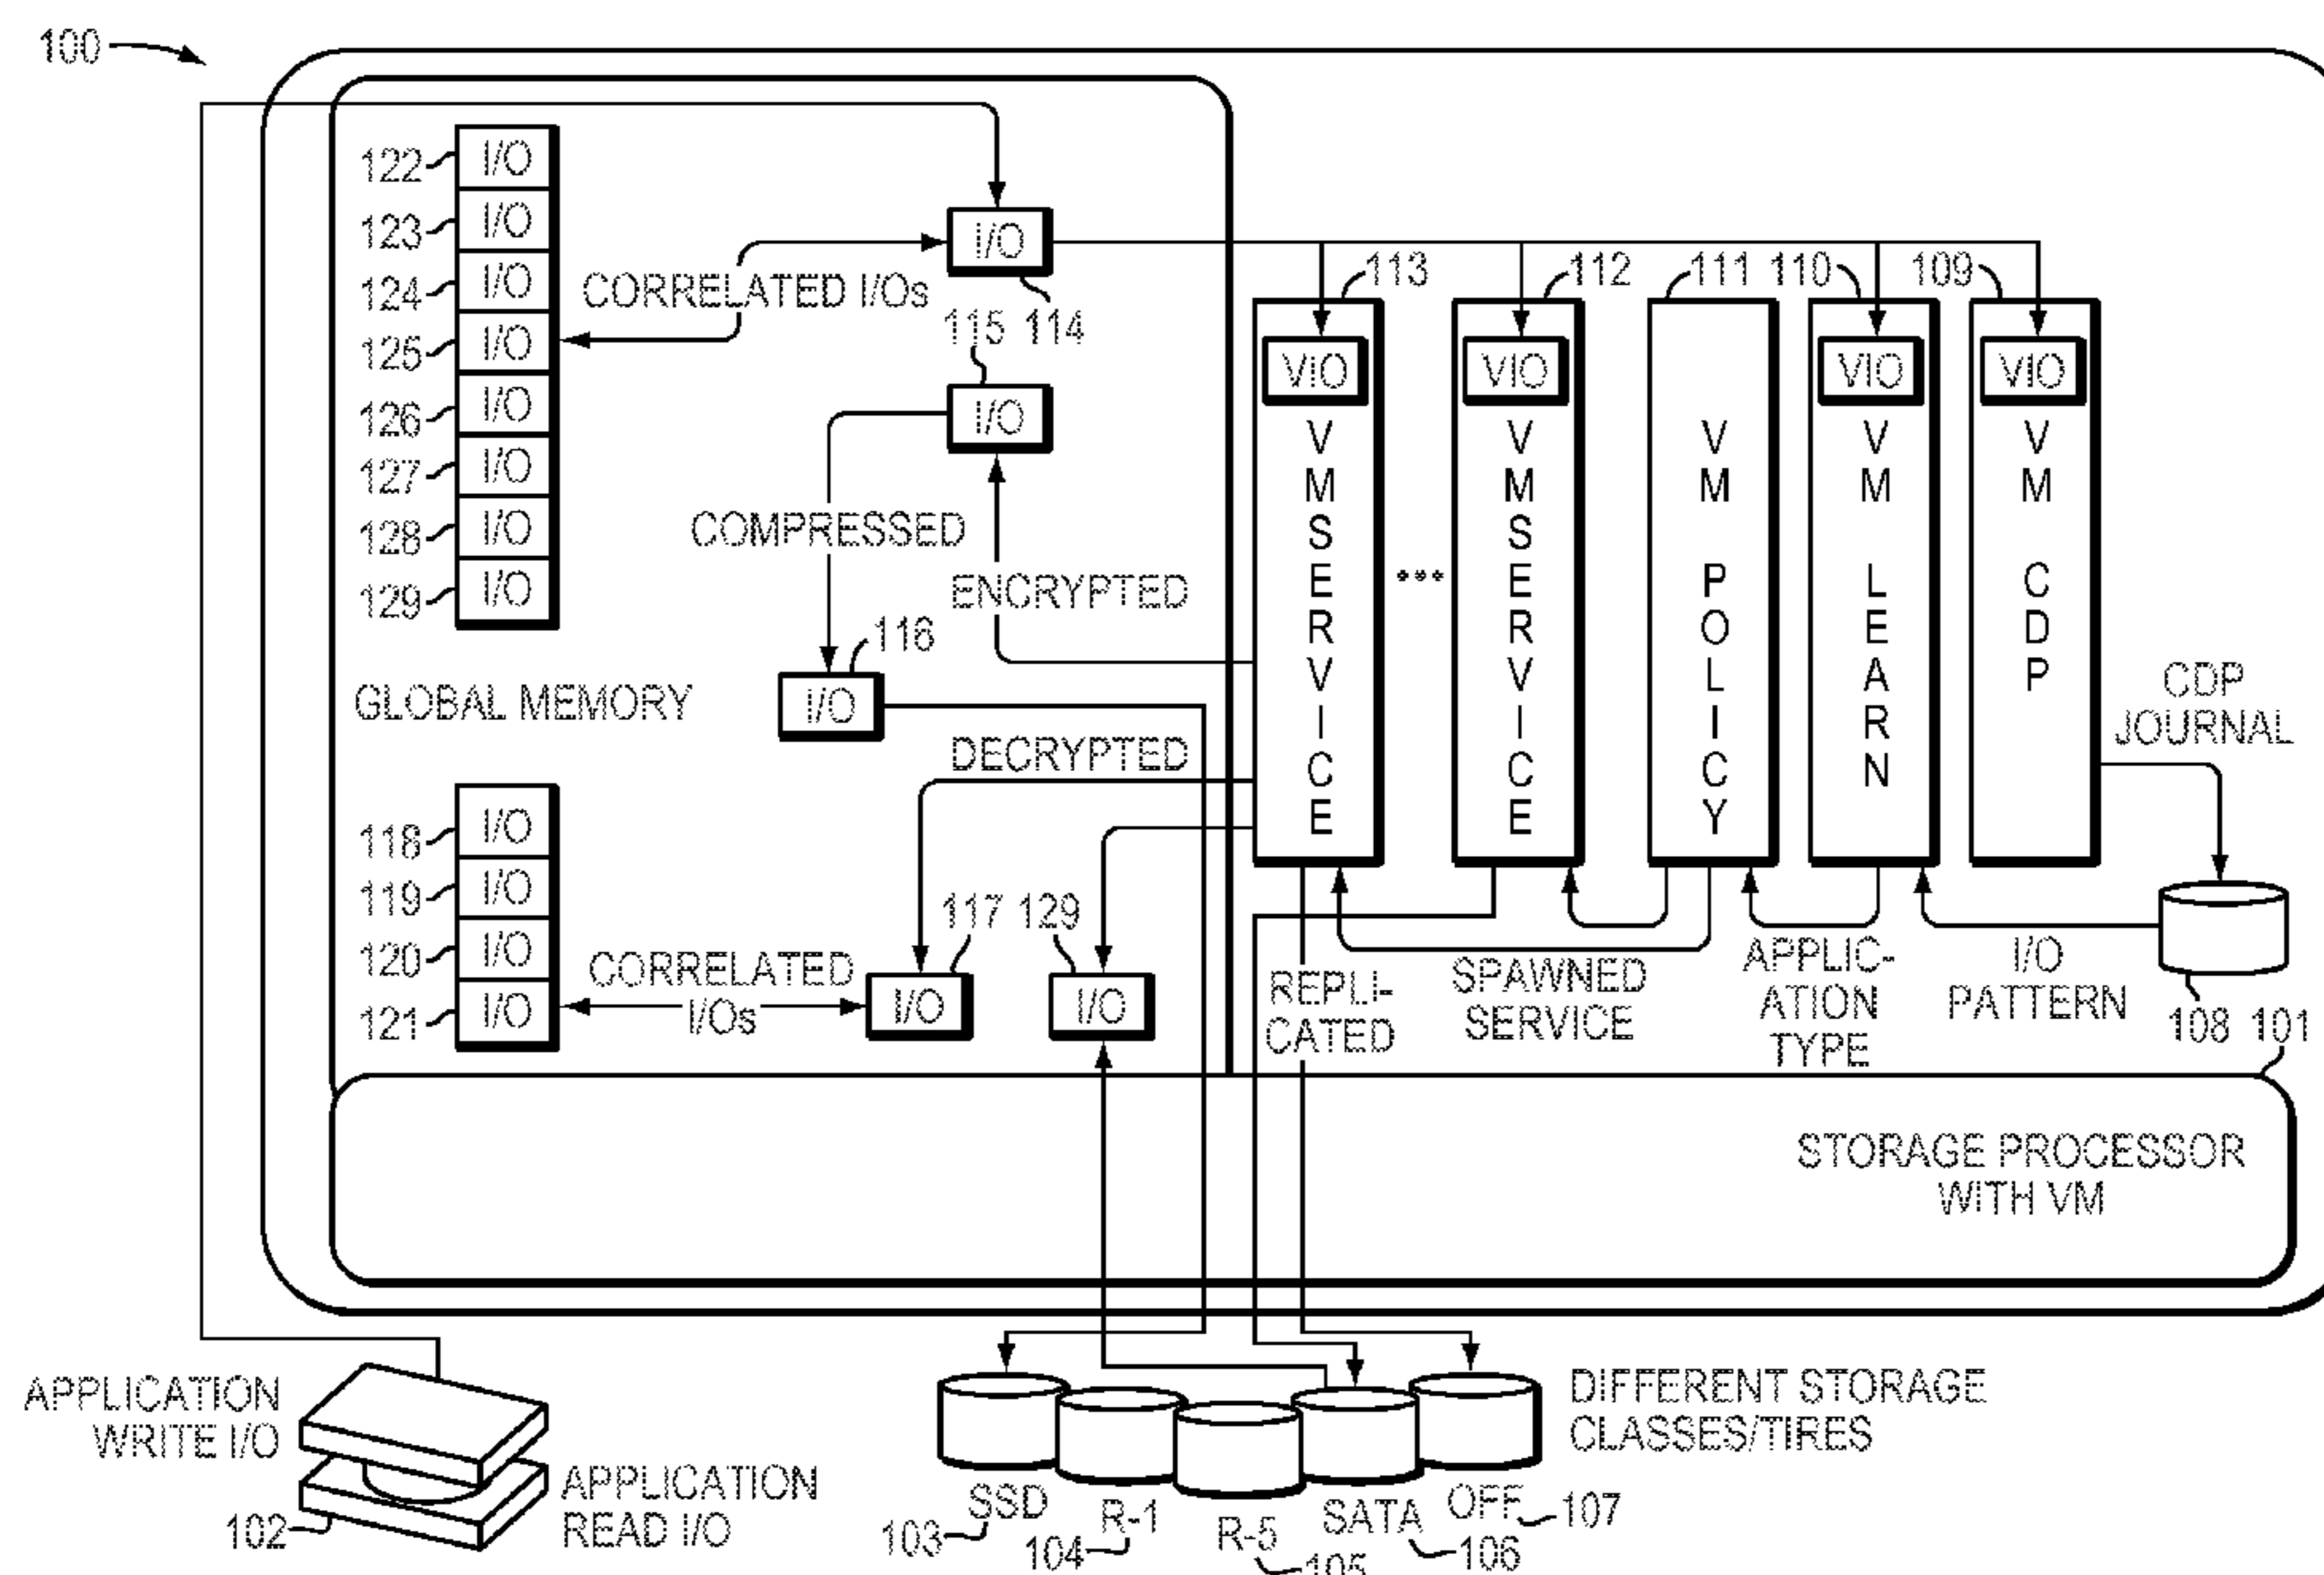 100
122 I/O
123 I/O
124 I/O
125 I/O
126 I/O
127 I/O
128 I/O
129 I/O
CORRELATED I/Os
I/O
114
115
I/O
COMPRESSED
ENCRYPTED
116
I/O
GLOBAL MEMORY
DECRYPTED
118 I/O
119 I/O
120 I/O
121 I/O
CORRELATED
I/Os
117
I/O
129
I/O
113
VIO
VMSERVICE
...
112
VIO
VMSERVICE
111
VM POLICY
110
VIO
VM LEARN
109
VIO
VM CDP
CDP
JOURNAL
108
REPLI-
CATED
SPAWNED
SERVICE
APPLIC-
ATION
TYPE
I/O
PATTERN
101
STORAGE PROCESSOR
WITH VM
APPLICATION
WRITE I/O
APPLICATION
READ I/O
102
SSD
103
R-1
104
R-5
105
SATA
106
OFF
107
DIFFERENT STORAGE
CLASSES/TIRES